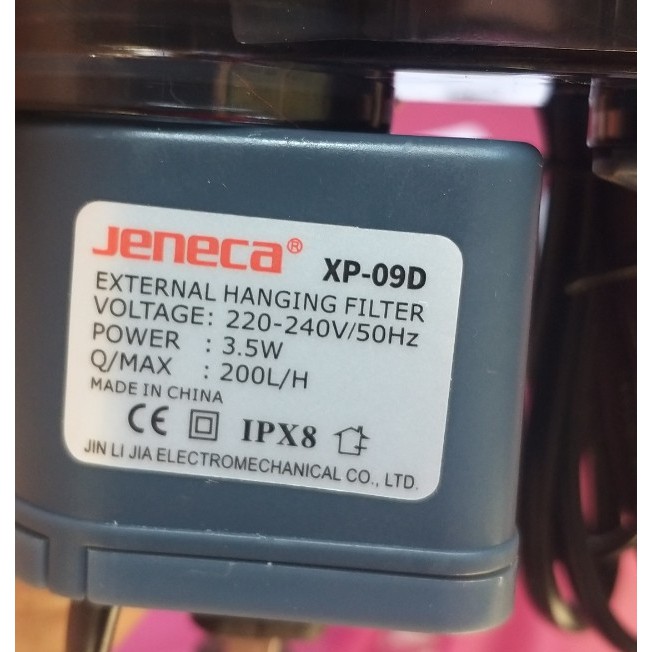 Jeneca® XP-09D
EXTERNAL HANGING FILTER
VOLTAGE: 220-240V/50Hz
POWER : 3.5W
Q/MAX : 200L/H
MADE IN CHINA
CE IPX8
JIN LI JIA ELECTROMECHANICAL CO., LTD.